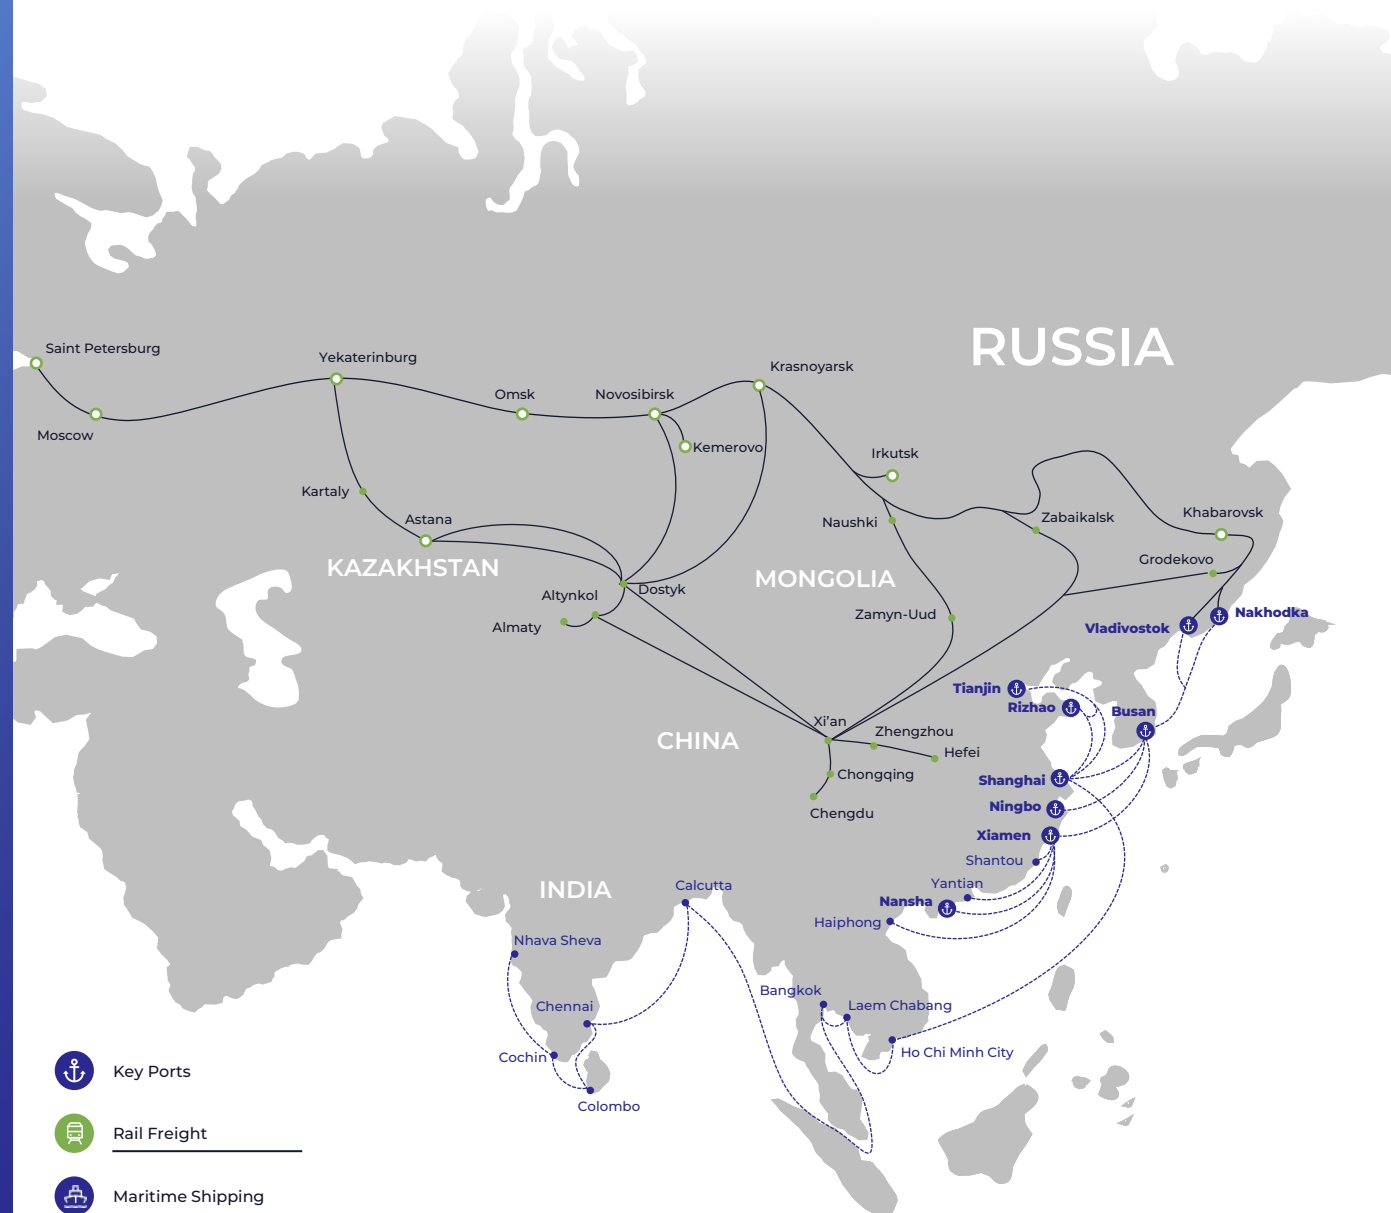 RUSSIA
Saint Petersburg
Yekaterinburg
Krasnoyarsk
Omsk
Novosibirsk
Moscow
Kemerovo
Irkutsk
Kartaly
Astana
Naushki
Zabaikalsk
Khabarovsk
Grodekovo
KAZAKHSTAN
MONGOLIA
Dostyk
Altynkol
Almaty
Zamyn-Uud
Nakhodka
Vladivostok
Tianjin
Rizhao
Busan
Xi’an
Zhengzhou
CHINA
Hefei
Chongqing
Shanghai
Ningbo
Chengdu
Xiamen
Shantou
INDIA
Calcutta
Yantian
Nansha
Haiphong
Nhava Sheva
Bangkok
Laem Chabang
Chennai
Ho Chi Minh City
Cochin
Colombo
Key Ports
Rail Freight
Maritime Shipping